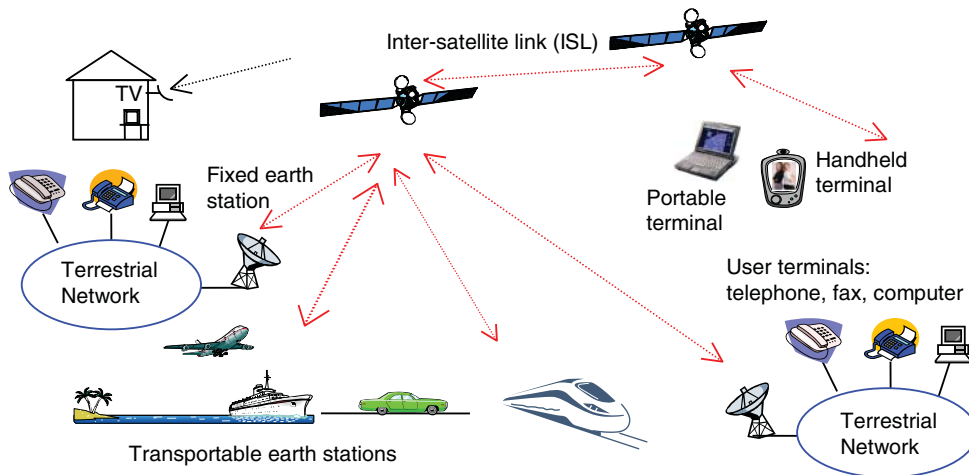 Inter-satellite link (ISL)
TV
Fixed earth
station
Portable
terminal
Handheld
terminal
Terrestrial
Network
User terminals:
telephone, fax, computer
Transportable earth stations
Terrestrial
Network